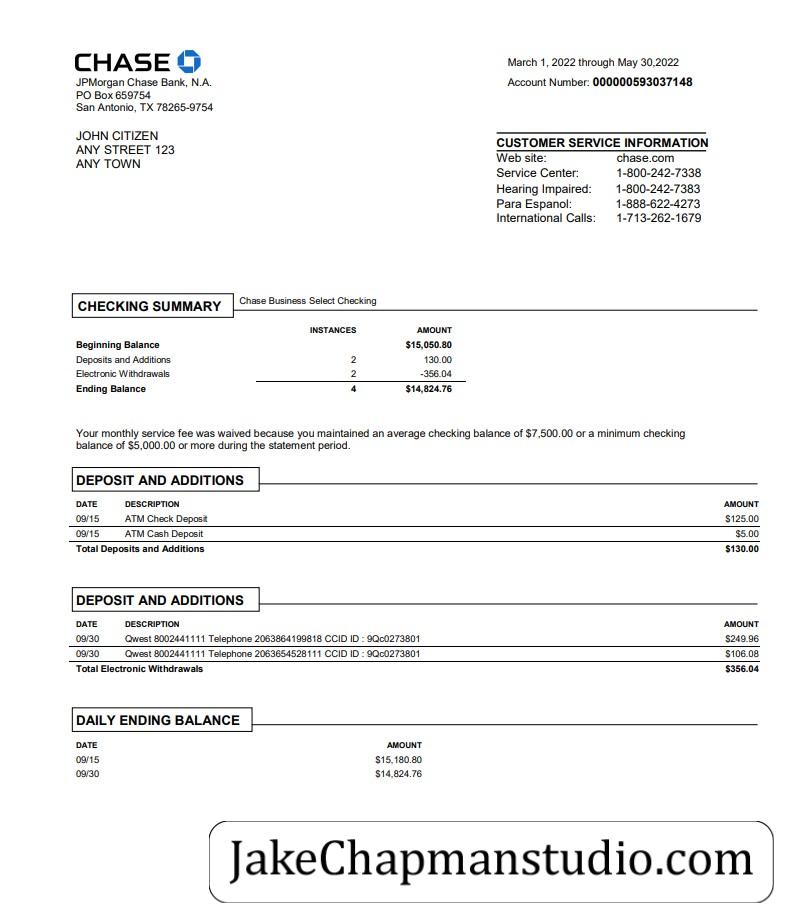 CHASE
JPMorgan Chase Bank, N.A.
PO Box 659754
San Antonio, TX 78265-9754
March 1, 2022 through May 30,2022
Account Number: 000000593037148
JOHN CITIZEN
ANY STREET 123
ANY TOWN
CUSTOMER SERVICE INFORMATION
Web site: chase.com
Service Center: 1-800-242-7338
Hearing Impaired: 1-800-242-7383
Para Espanol: 1-888-622-4273
International Calls: 1-713-262-1679
CHECKING SUMMARY Chase Business Select Checking
INSTANCES AMOUNT
Beginning Balance $15,050.80
Deposits and Additions 2 130.00
Electronic Withdrawals 2 -356.04
Ending Balance 4 $14,824.76
Your monthly service fee was waived because you maintained an average checking balance of $7,500.00 or a minimum checking
balance of $5,000.00 or more during the statement period.
DEPOSIT AND ADDITIONS
DATE DESCRIPTION AMOUNT
09/15 ATM Check Deposit $125.00
09/15 ATM Cash Deposit $5.00
Total Deposits and Additions $130.00
DEPOSIT AND ADDITIONS
DATE DESCRIPTION AMOUNT
09/30 Qwest 8002441111 Telephone 2063864199818 CCID ID : 9Qc0273801 $249.96
09/30 Qwest 8002441111 Telephone 2063654528111 CCID ID : 9Qc0273801 $106.08
Total Electronic Withdrawals $356.04
DAILY ENDING BALANCE
DATE AMOUNT
09/15 $15,180.80
09/30 $14,824.76
JakeChapmanstudio.com